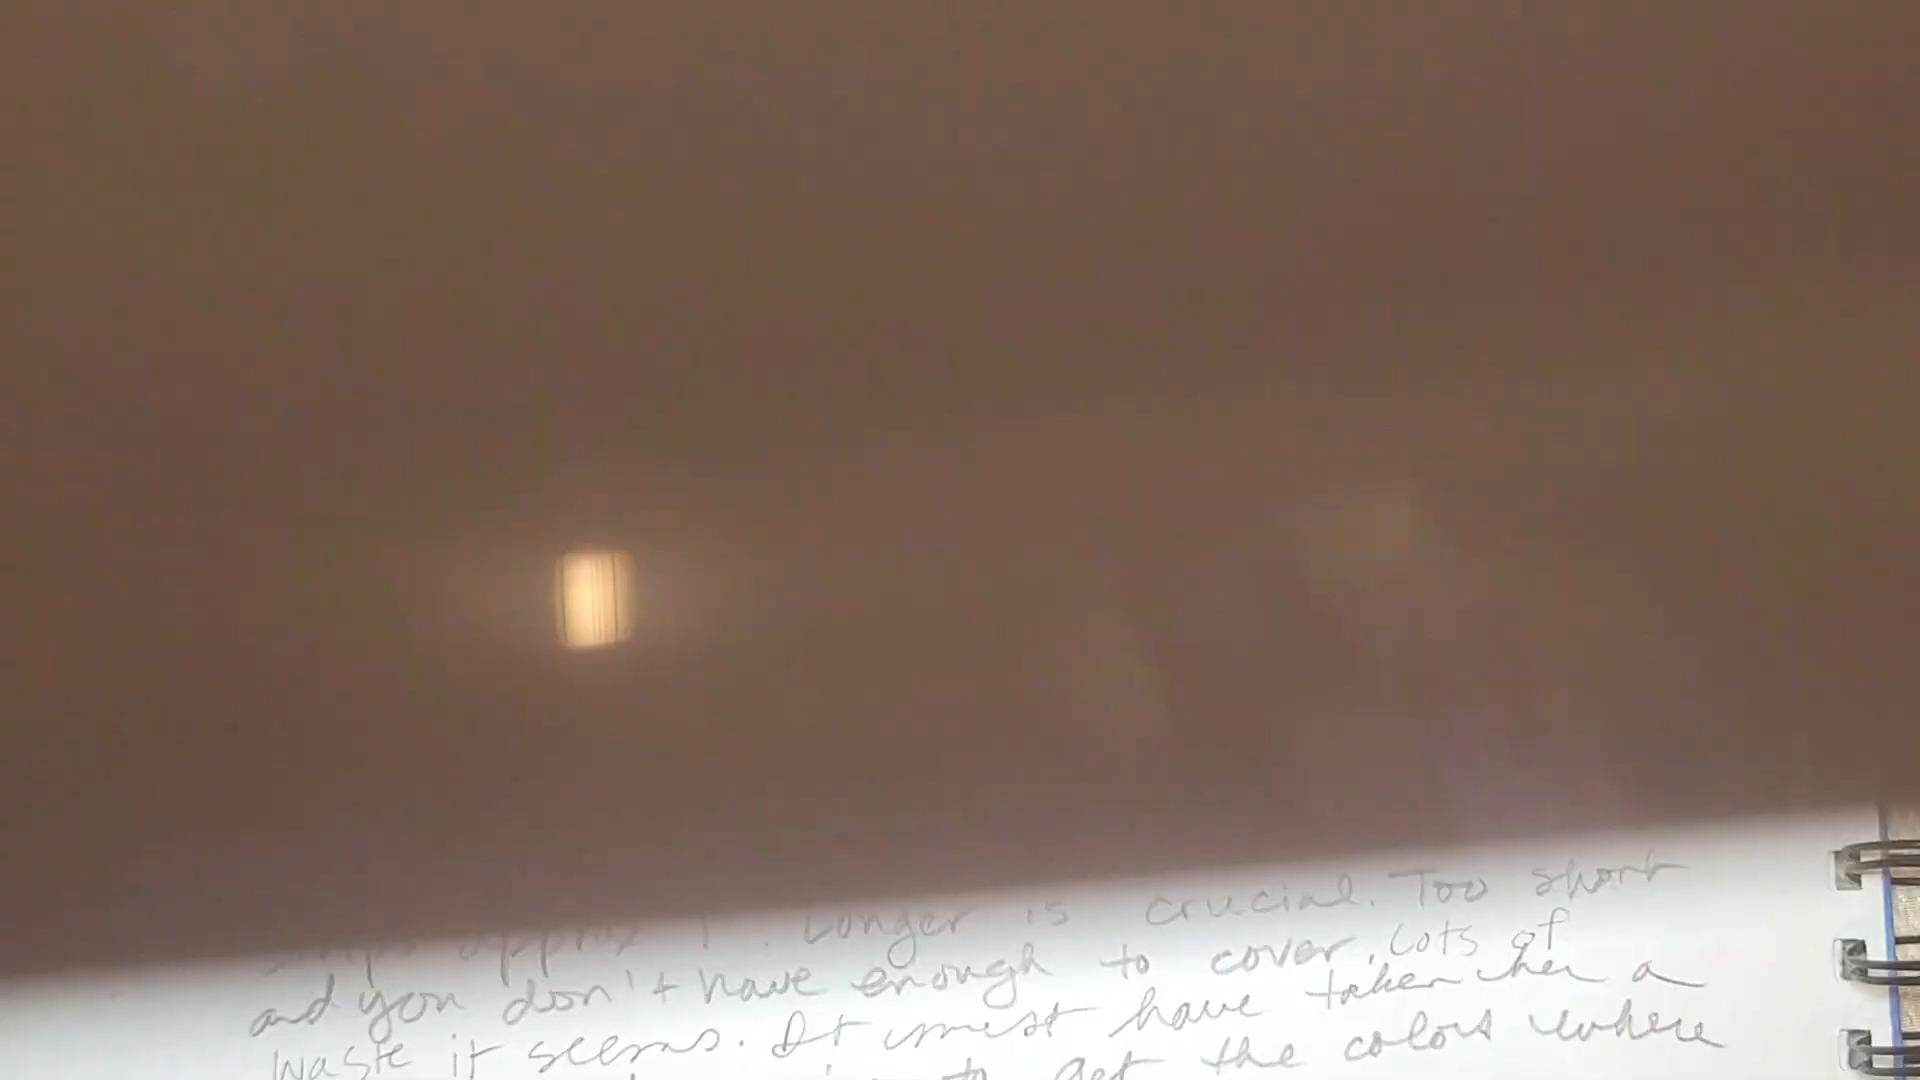 approx 1". Longer is crucial. Too short
and you don't have enough to cover. Lots of
waste it seems. It must have taken her a
to get the colors where